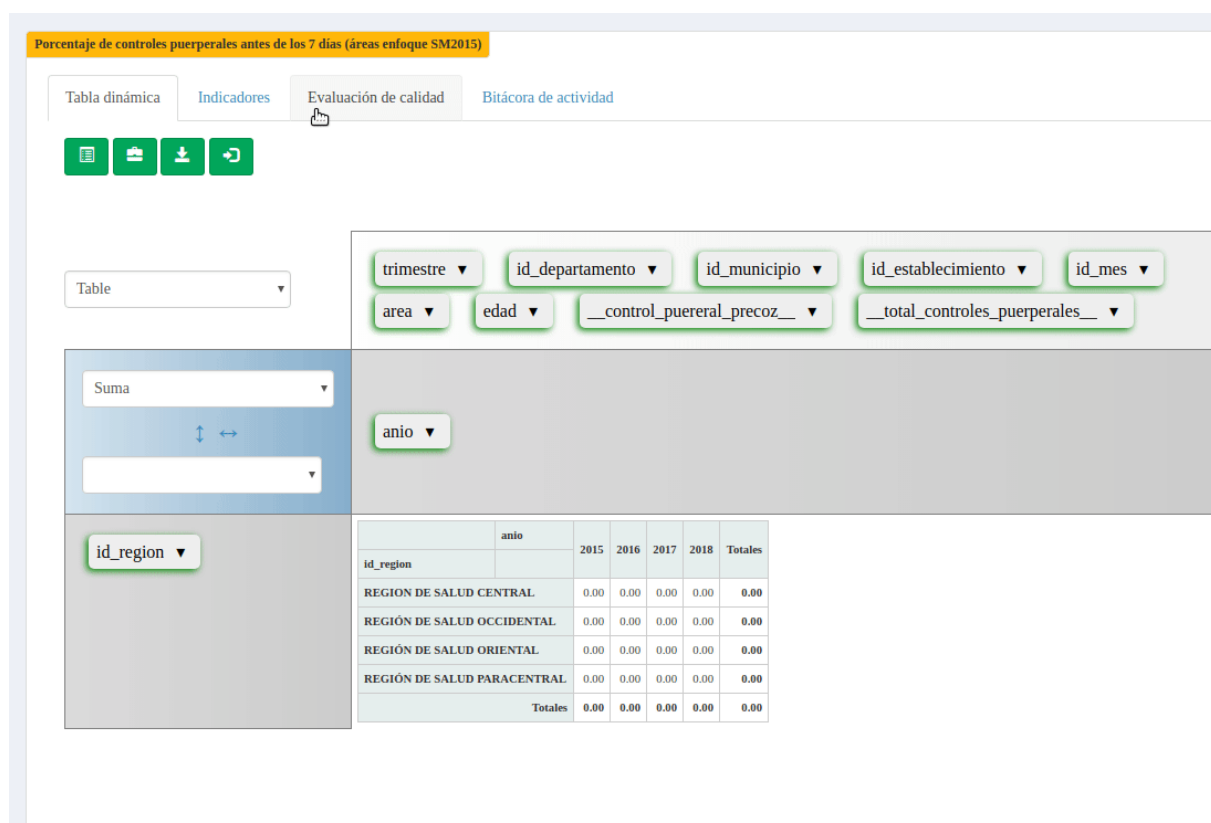 Porcentaje de controles puerperales antes de los 7 días (áreas enfoque SM2015)
Tabla dinámica Indicadores Evaluación de calidad Bitácora de actividad
trimestre ▼ id_departamento ▼ id_municipio ▼ id_establecimiento ▼ id_mes ▼
Table ▾
area ▼ edad ▼ __control_puereral_precoz__ ▼ __total_controles_puerperales__ ▼
Suma ▾
↕ ↔
anio ▼
▾
id_region ▼
anio 2015 2016 2017 2018 Totales
id_region
REGION DE SALUD CENTRAL 0.00 0.00 0.00 0.00 0.00
REGIÓN DE SALUD OCCIDENTAL 0.00 0.00 0.00 0.00 0.00
REGIÓN DE SALUD ORIENTAL 0.00 0.00 0.00 0.00 0.00
REGIÓN DE SALUD PARACENTRAL 0.00 0.00 0.00 0.00 0.00
Totales 0.00 0.00 0.00 0.00 0.00